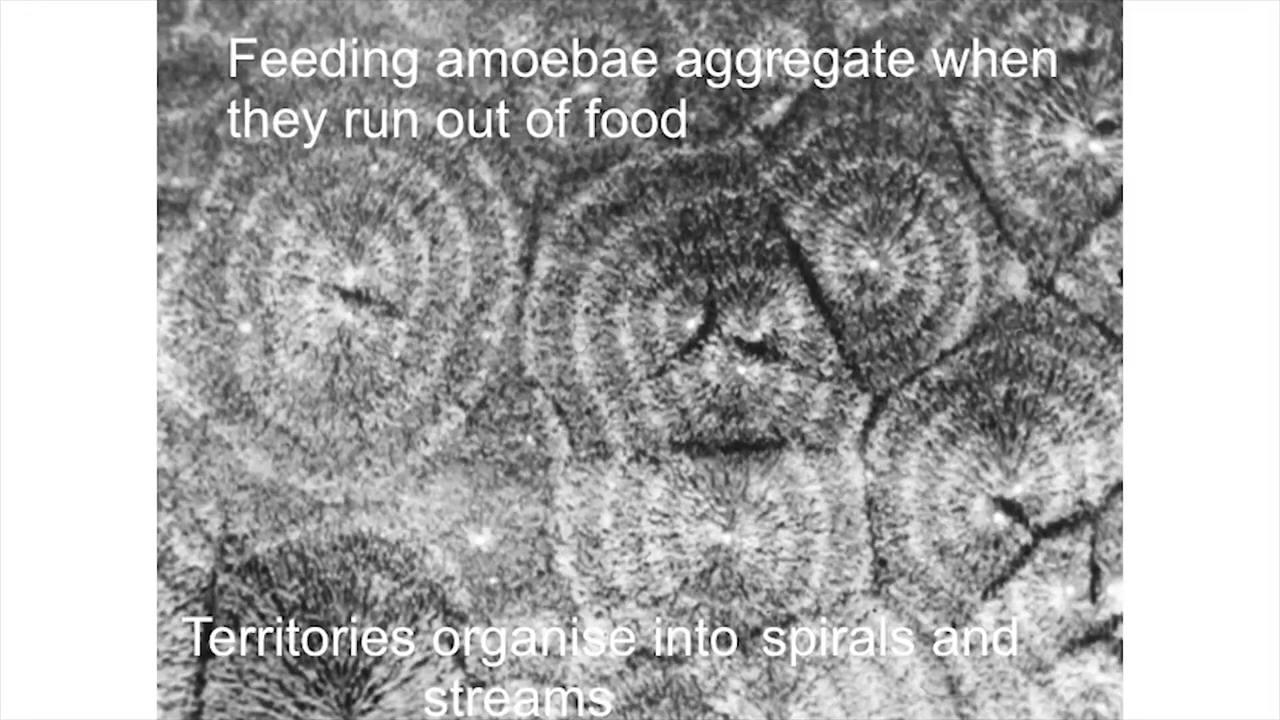 Feeding amoebae aggregate when
they run out of food
Territories organise into spirals and
streams